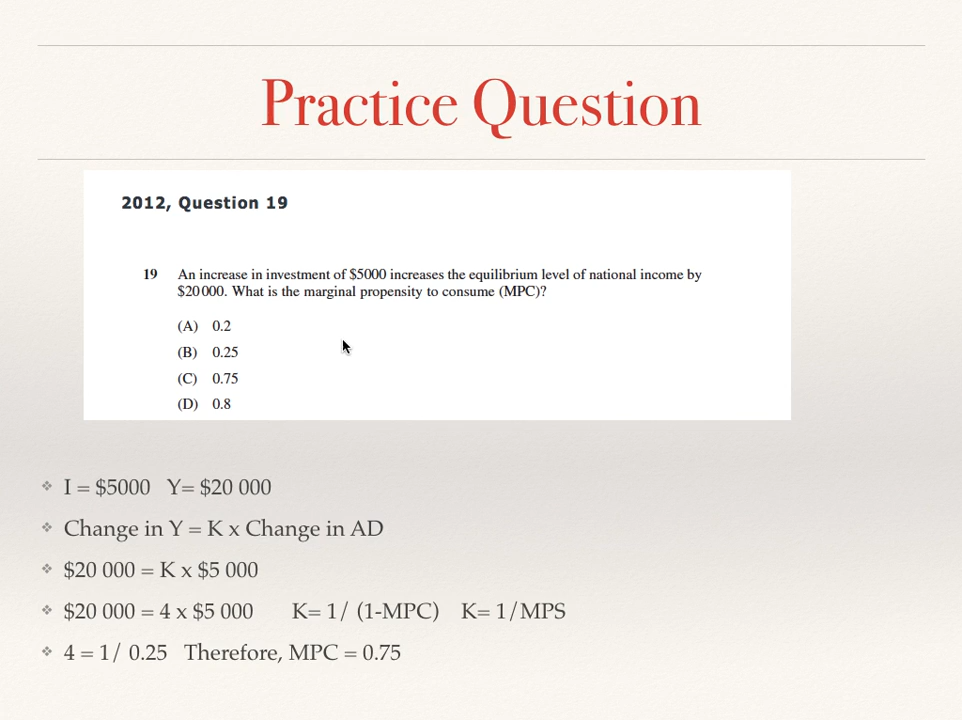 Practice Question
2012, Question 19
19 An increase in investment of $5000 increases the equilibrium level of national income by
$20 000. What is the marginal propensity to consume (MPC)?
(A) 0.2
(B) 0.25
(C) 0.75
(D) 0.8
❖ I = $5000 Y= $20 000
❖ Change in Y = K x Change in AD
❖ $20 000 = K x $5 000
❖ $20 000 = 4 x $5 000 K= 1/ (1-MPC) K= 1/MPS
❖ 4 = 1/ 0.25 Therefore, MPC = 0.75